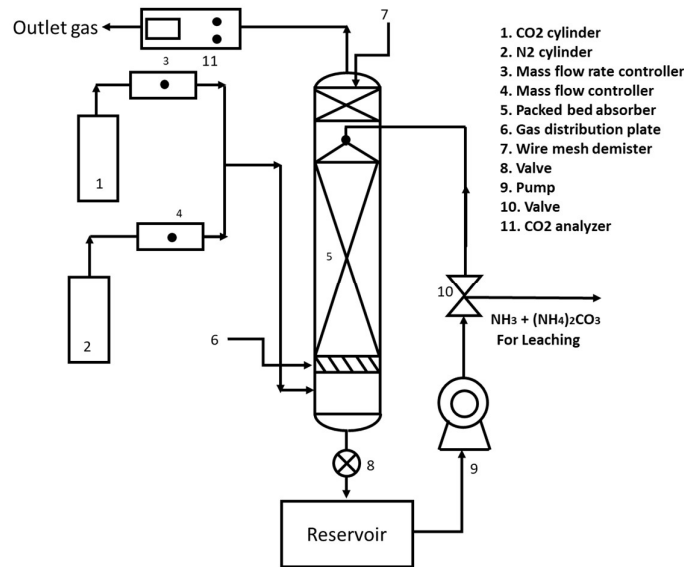 Outlet gas
11
7
3
1
4
2
5
6
10
NH3 + (NH4)2CO3
For Leaching
8
9
Reservoir
1. CO2 cylinder
2. N2 cylinder
3. Mass flow rate controller
4. Mass flow controller
5. Packed bed absorber
6. Gas distribution plate
7. Wire mesh demister
8. Valve
9. Pump
10. Valve
11. CO2 analyzer